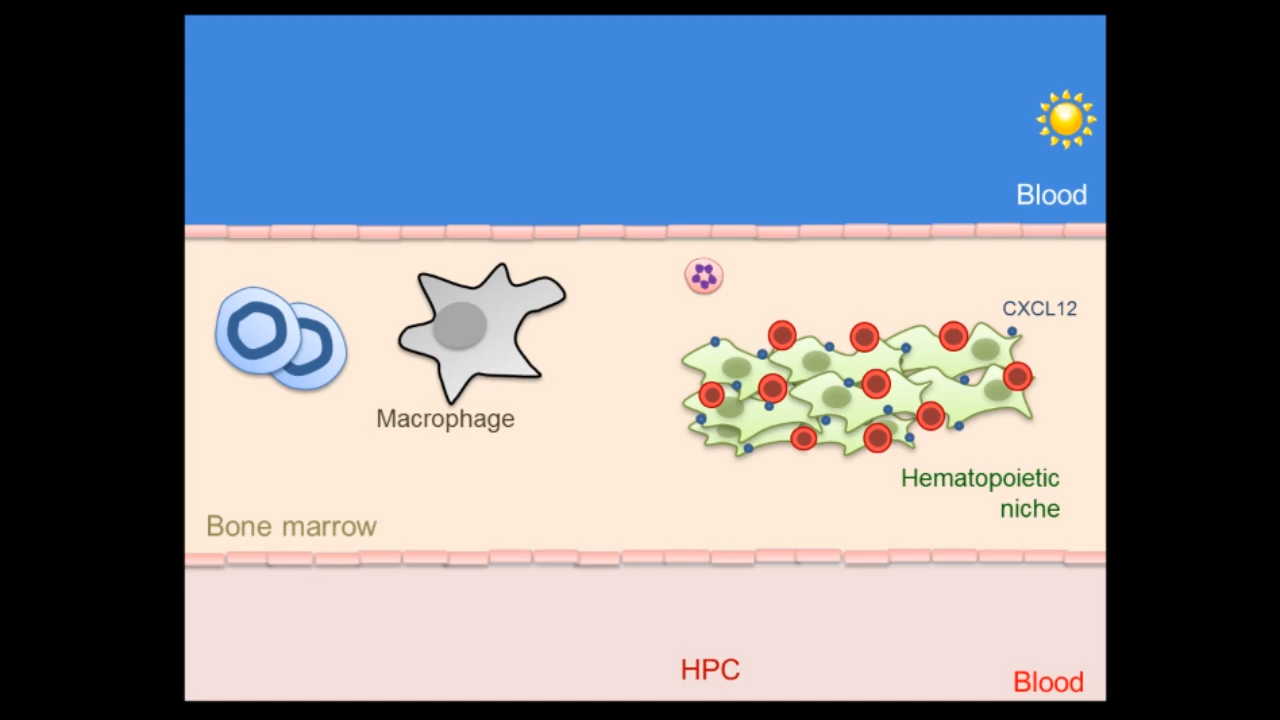 Blood
CXCL12
Macrophage
Hematopoietic
niche
Bone marrow
HPC
Blood